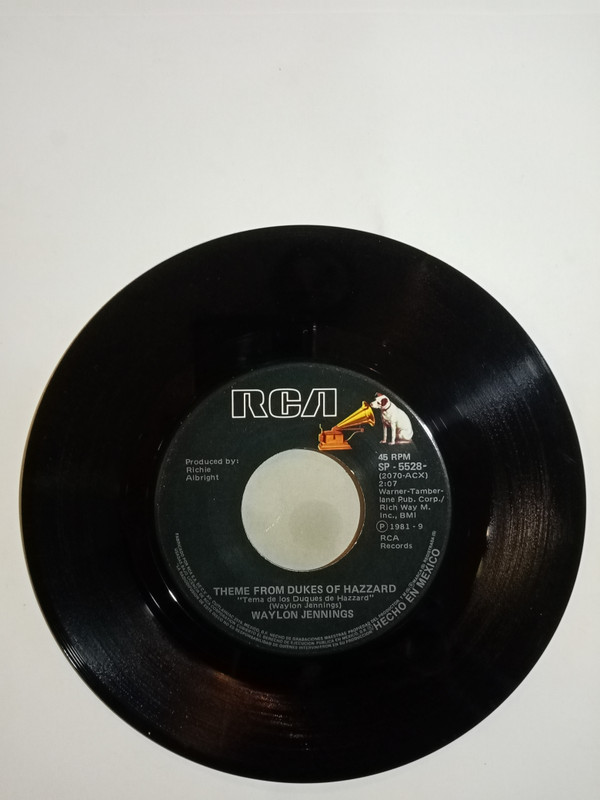 RCA
Produced by:
Richie
Albright
45 RPM
SP - 5528-
(2070-ACX)
2:07
Warner-Tamber-
lane Pub. Corp./
Rich Way M.
Inc., BMI
Ⓟ 1981 - 9
RCA
Records
THEME FROM DUKES OF HAZZARD
"Tema de los Duques de Hazzard"
(Waylon Jennings)
WAYLON JENNINGS
HECHO EN MEXICO